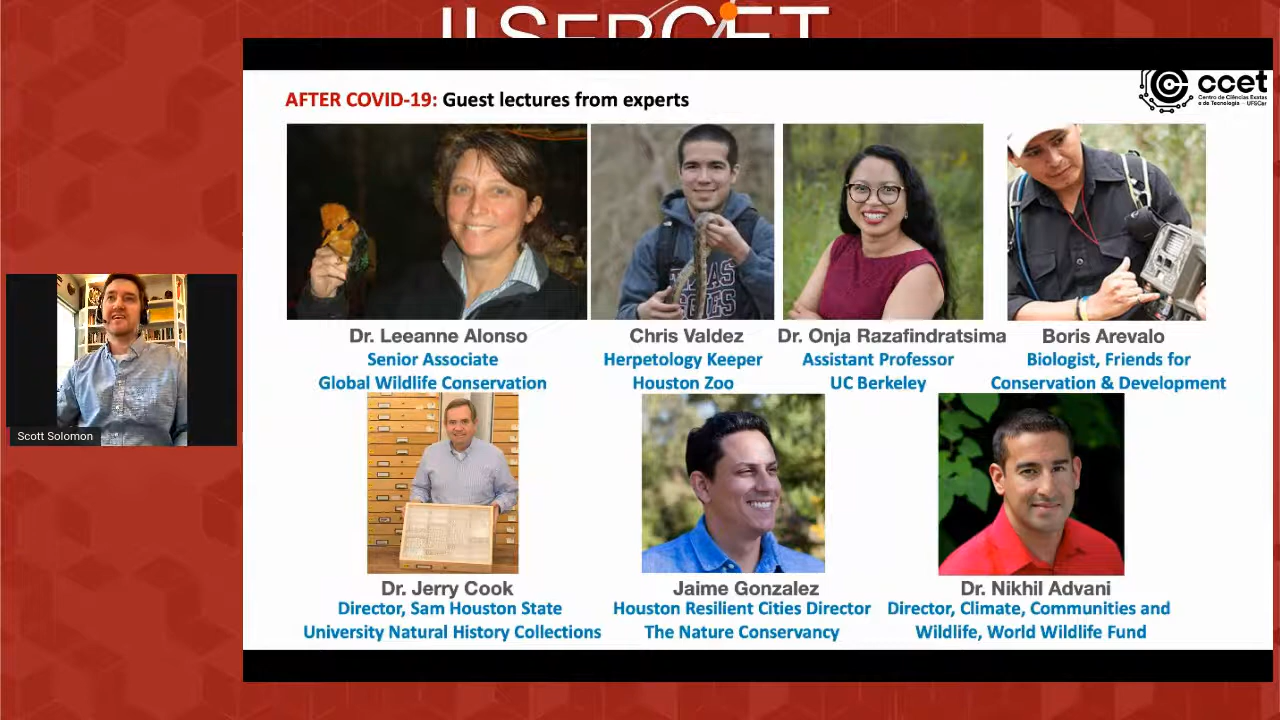 II SEPCET
AFTER COVID-19: Guest lectures from experts
ccet
Centro de Ciências Exatas
e de Tecnologia - UFSCar
TEXAS
Dr. Leeanne Alonso
Senior Associate
Global Wildlife Conservation
Chris Valdez
Herpetology Keeper
Houston Zoo
Dr. Onja Razafindratsima
Assistant Professor
UC Berkeley
Boris Arevalo
Biologist, Friends for
Conservation & Development
Scott Solomon
Dr. Jerry Cook
Director, Sam Houston State
University Natural History Collections
Jaime Gonzalez
Houston Resilient Cities Director
The Nature Conservancy
Dr. Nikhil Advani
Director, Climate, Communities and
Wildlife, World Wildlife Fund